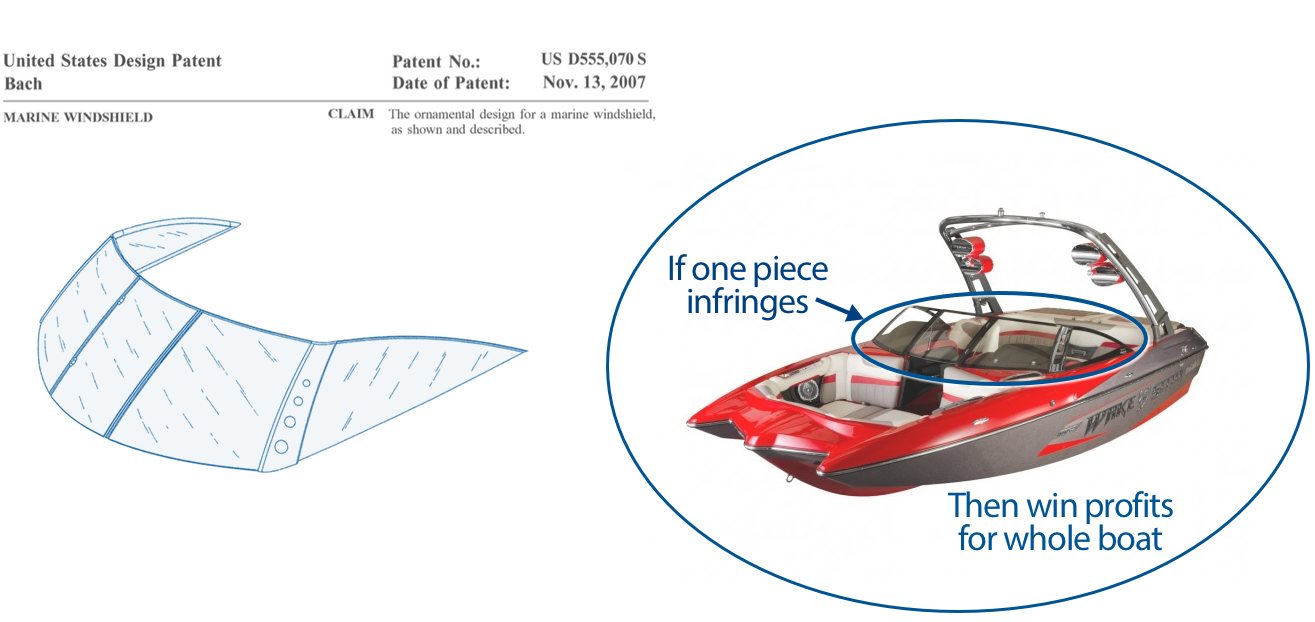 United States Design Patent
Bach
Patent No.: US D555,070 S
Date of Patent: Nov. 13, 2007
MARINE WINDSHIELD
CLAIM The ornamental design for a marine windshield,
as shown and described.
If one piece
infringes
Then win profits
for whole boat
WAKE